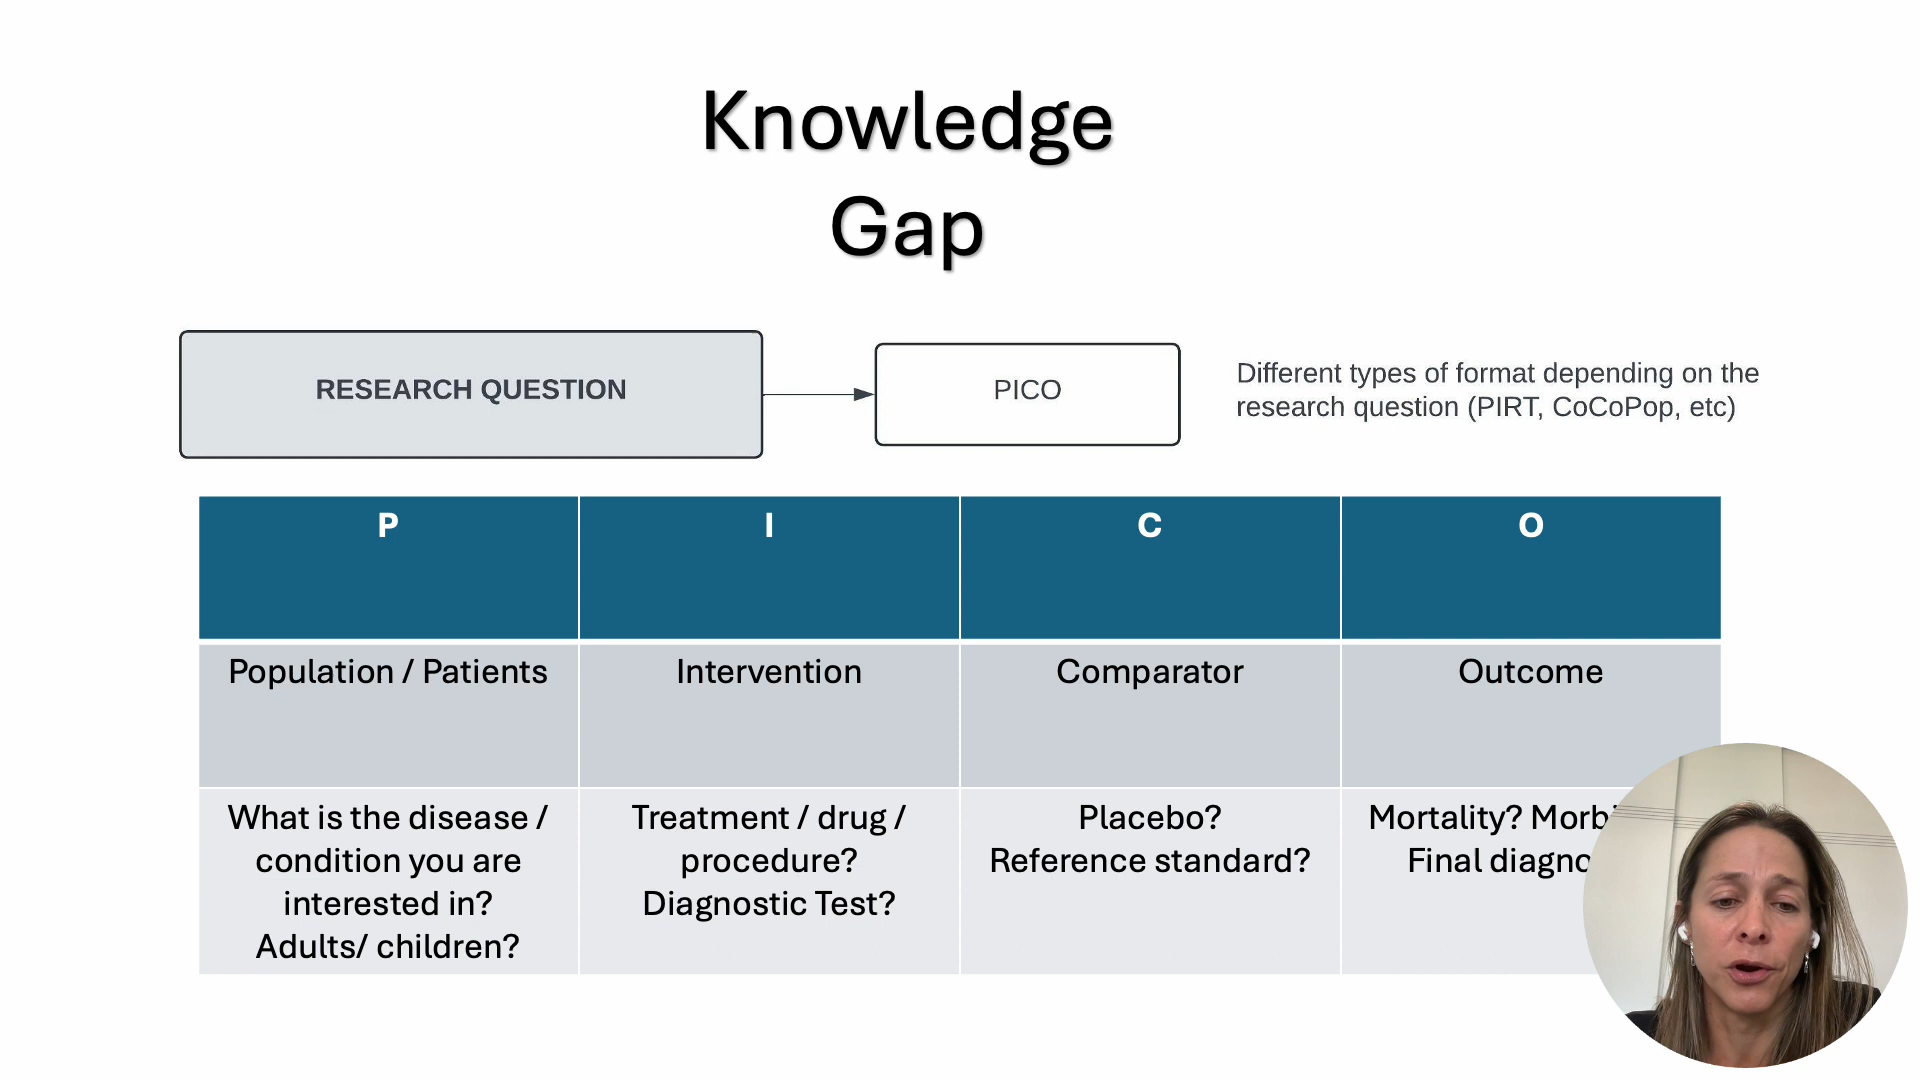 Knowledge
Gap
RESEARCH QUESTION
PICO
Different types of format depending on the
research question (PIRT, CoCoPop, etc)
P
I
C
O
Population / Patients
Intervention
Comparator
Outcome
What is the disease /
condition you are
interested in?
Adults/ children?
Treatment / drug /
procedure?
Diagnostic Test?
Placebo?
Reference standard?
Mortality?
Final